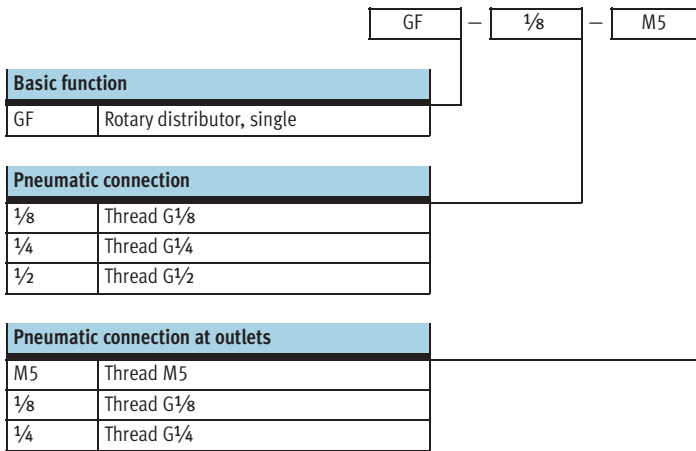 GF – ⅛ – M5
Basic function
GF Rotary distributor, single
Pneumatic connection
⅛ Thread G⅛
¼ Thread G¼
½ Thread G½
Pneumatic connection at outlets
M5 Thread M5
⅛ Thread G⅛
¼ Thread G¼